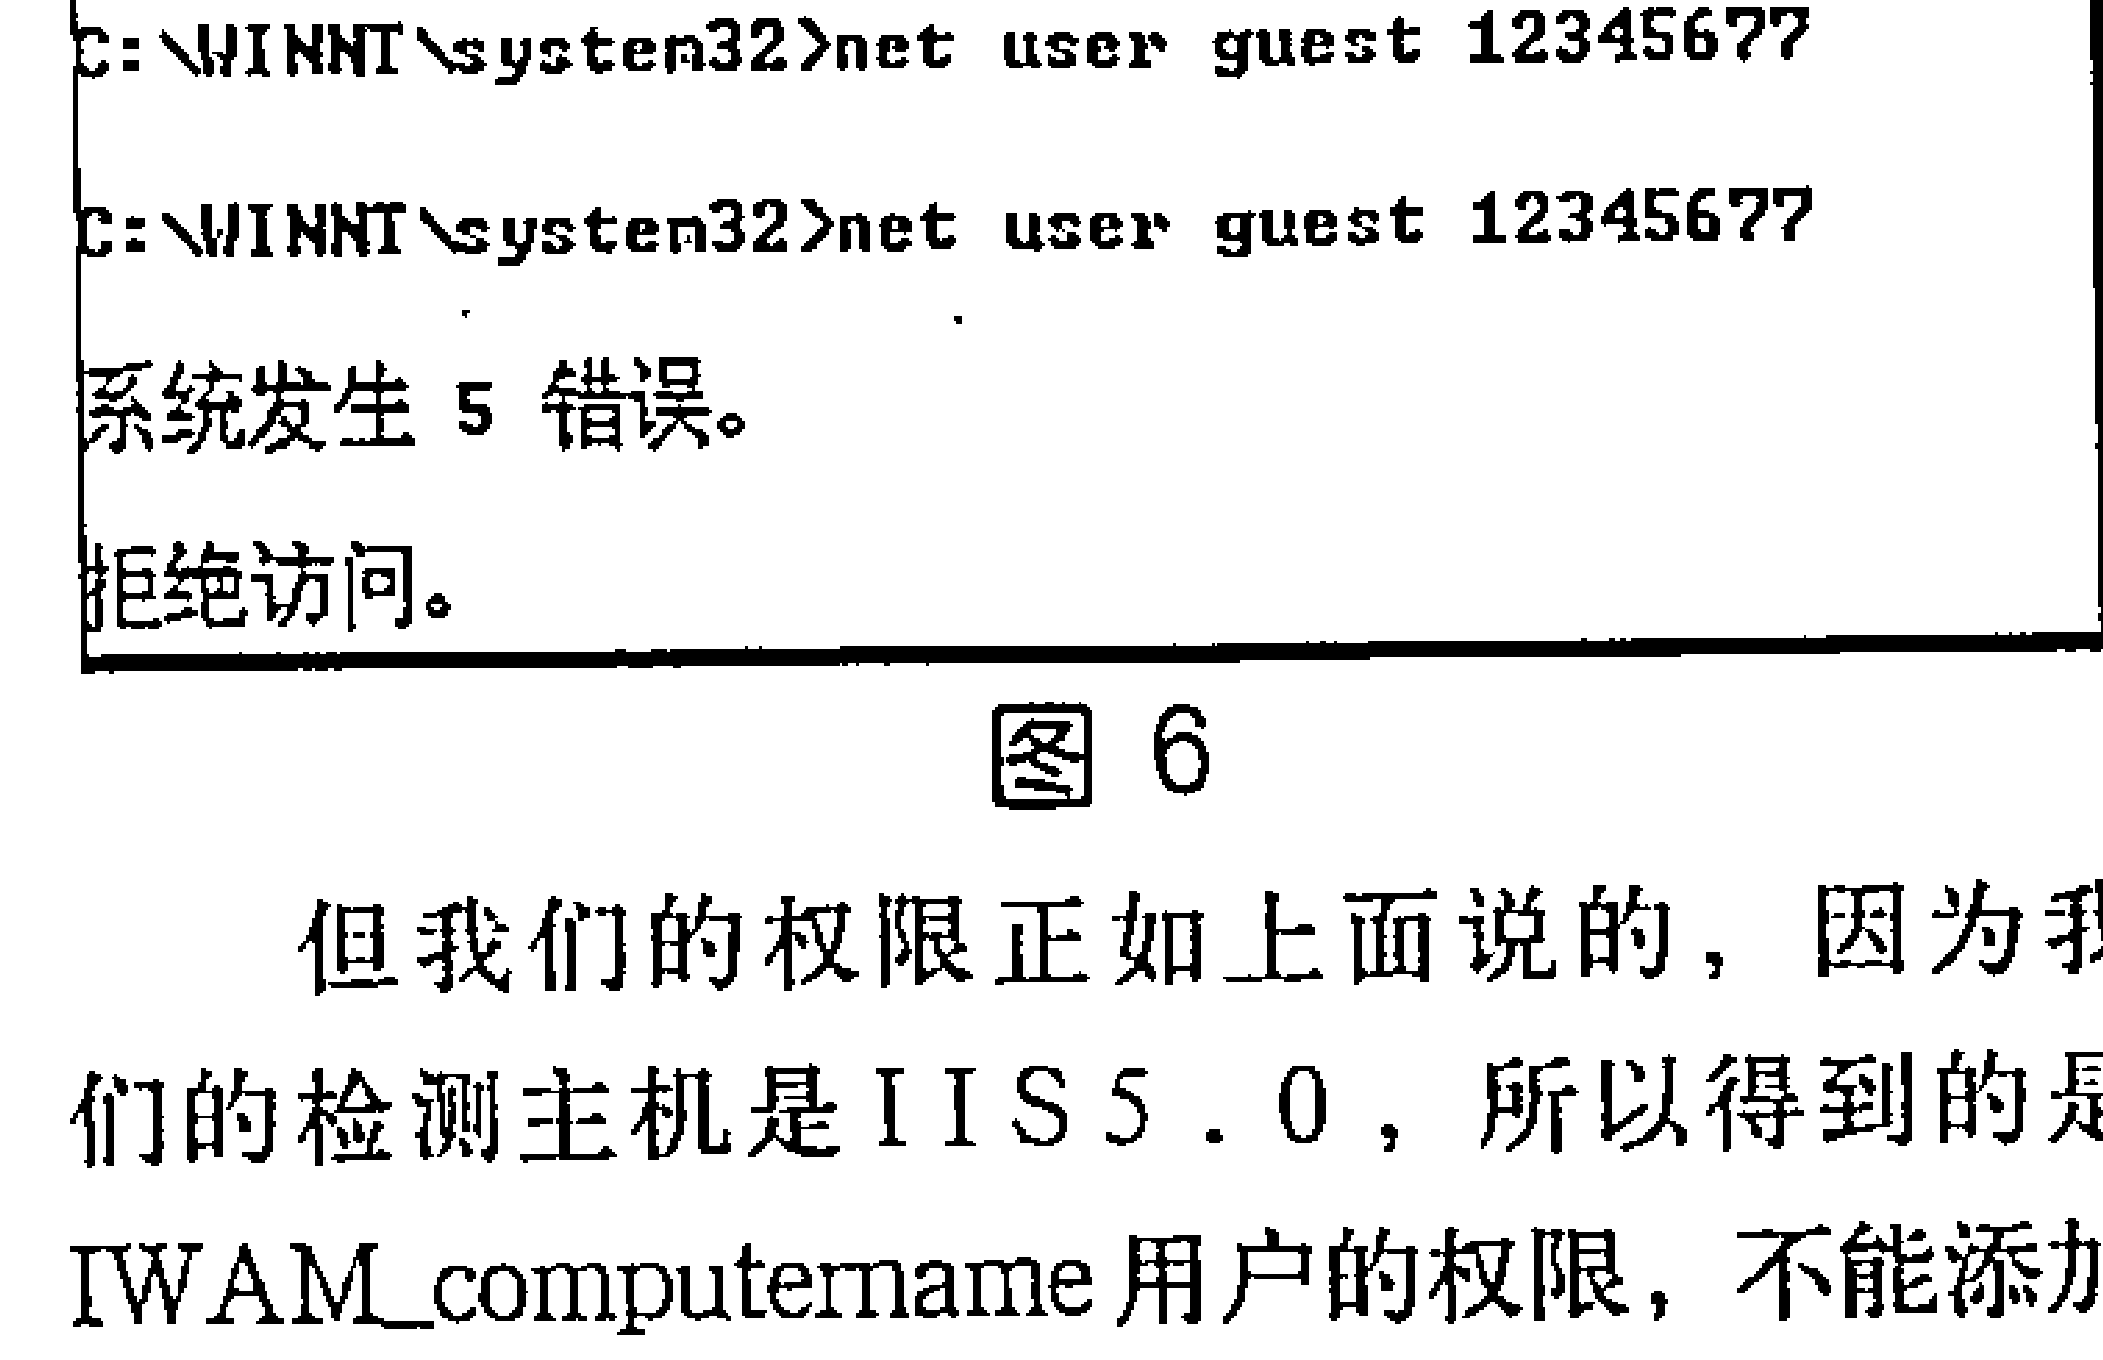 C:\WINNT\system32>net user guest 12345677
C:\WINNT\system32>net user guest 12345677
系统发生 5 错误。
拒绝访问。
图 6
但我们的权限正如上面说的，因为我
们的检测主机是IIS5.0，所以得到的是
IWAM_computername用户的权限，不能添加